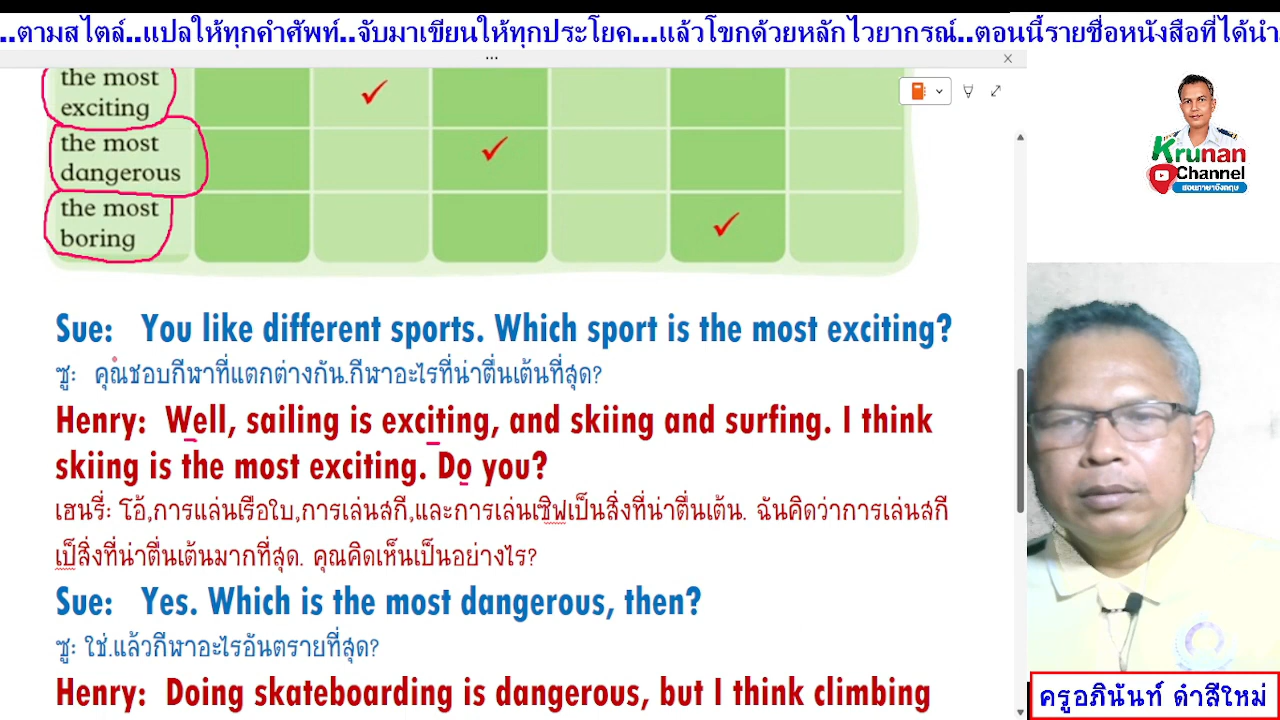 ..ตามสไตล์..แปลให้ทุกคำศัพท์..จับมาเขียนให้ทุกประโยค...แล้วโขกด้วยหลักไวยากรณ์..ตอนนี้รายชื่อหนังสือที่ได้นำ
the most
exciting
the most
dangerous
the most
boring
Krunan
Channel
สอนภาษาอังกฤษ
Sue: You like different sports. Which sport is the most exciting?
ซู: คุณชอบกีฬาที่แตกต่างกัน.กีฬาอะไรที่น่าตื่นเต้นที่สุด?
Henry: Well, sailing is exciting, and skiing and surfing. I think
skiing is the most exciting. Do you?
เฮนรี่: โอ้,การแล่นเรือใบ,การเล่นสกี,และการเล่นเซิฟเป็นสิ่งที่น่าตื่นเต้น. ฉันคิดว่าการเล่นสกี
เป็สิ่งที่น่าตื่นเต้นมากที่สุด. คุณคิดเห็นเป็นอย่างไร?
Sue: Yes. Which is the most dangerous, then?
ซู: ใช่.แล้วกีฬาอะไรอันตรายที่สุด?
Henry: Doing skateboarding is dangerous, but I think climbing
ครูอภินันท์ ดำสีใหม่